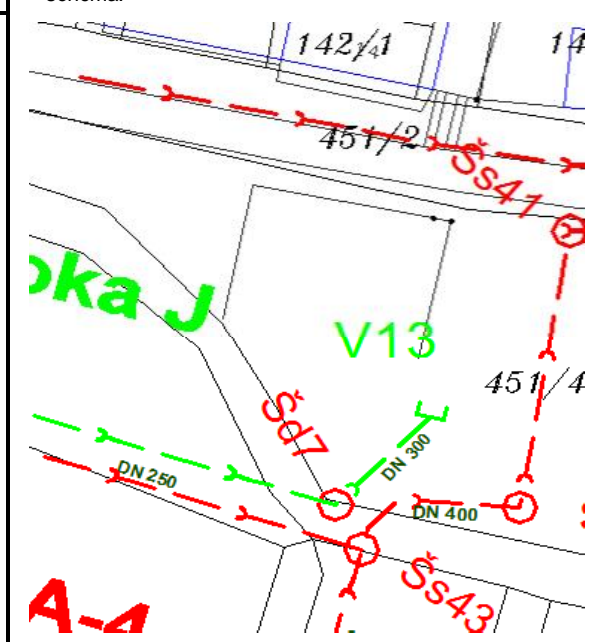 142/1
14
451/2
Šs41
oka J
V13
451/4
Šd7
DN 300
DN 250
DN 400
Šs43
A-4